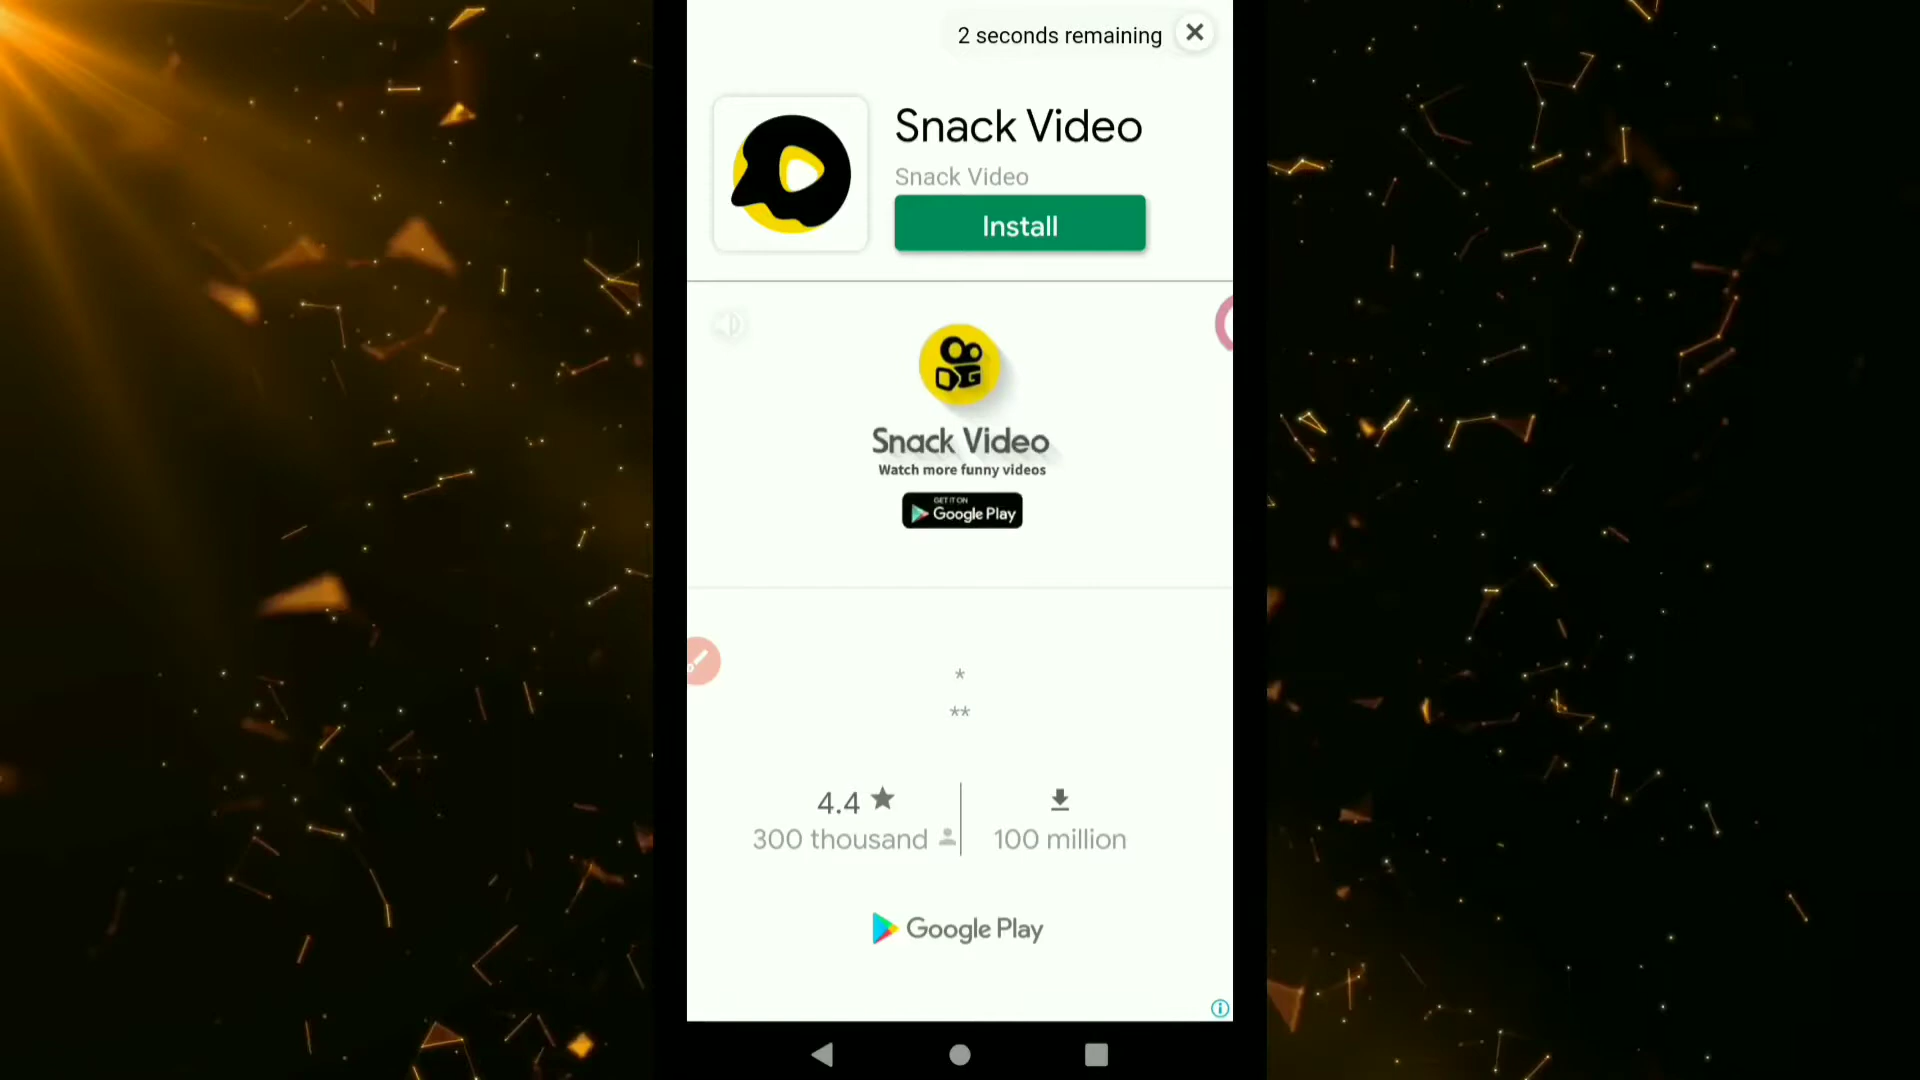 2 seconds remaining
Snack Video
Snack Video
Install
Snack Video
Watch more funny videos
GET IT ON
Google Play
*
**
4.4
300 thousand
100 million
Google Play